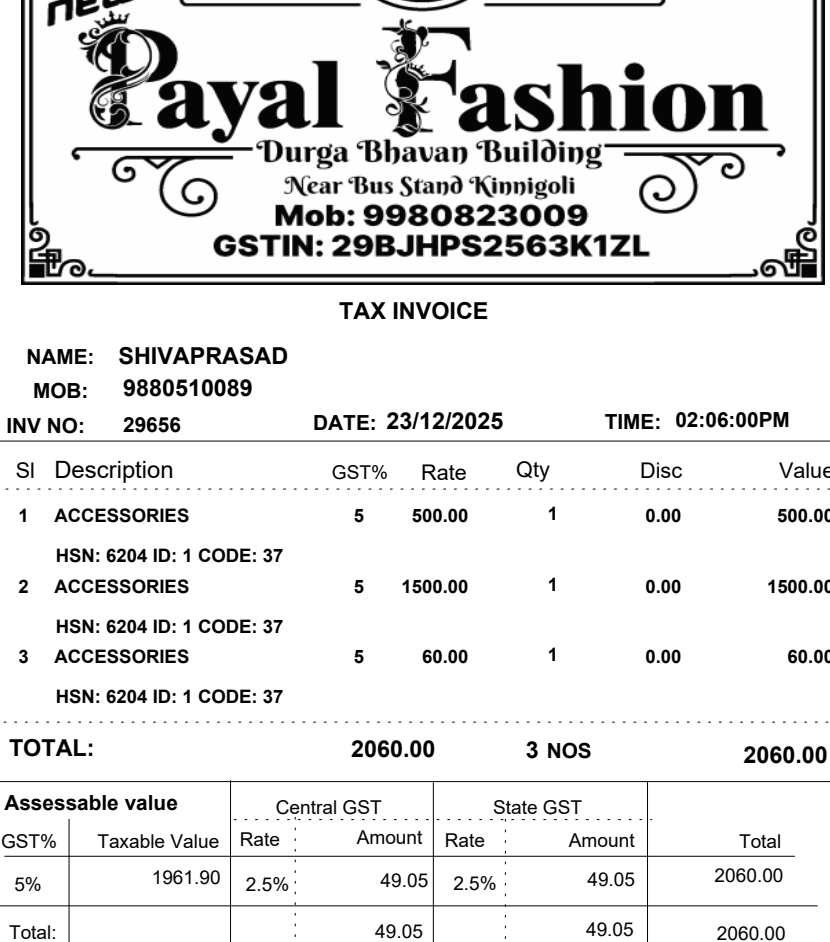 new
Payal Fashion
Durga Bhavan Building
Near Bus Stand Kinnigoli
Mob: 9980823009
GSTIN: 29BJHPS2563K1ZL
TAX INVOICE
NAME: SHIVAPRASAD
MOB: 9880510089
INV NO: 29656 DATE: 23/12/2025 TIME: 02:06:00PM
Sl Description GST% Rate Qty Disc Value
1 ACCESSORIES 5 500.00 1 0.00 500.00
HSN: 6204 ID: 1 CODE: 37
2 ACCESSORIES 5 1500.00 1 0.00 1500.00
HSN: 6204 ID: 1 CODE: 37
3 ACCESSORIES 5 60.00 1 0.00 60.00
HSN: 6204 ID: 1 CODE: 37
TOTAL: 2060.00 3 NOS 2060.00
Assessable value Central GST State GST
GST% Taxable Value Rate Amount Rate Amount Total
5% 1961.90 2.5% 49.05 2.5% 49.05 2060.00
Total: 49.05 49.05 2060.00